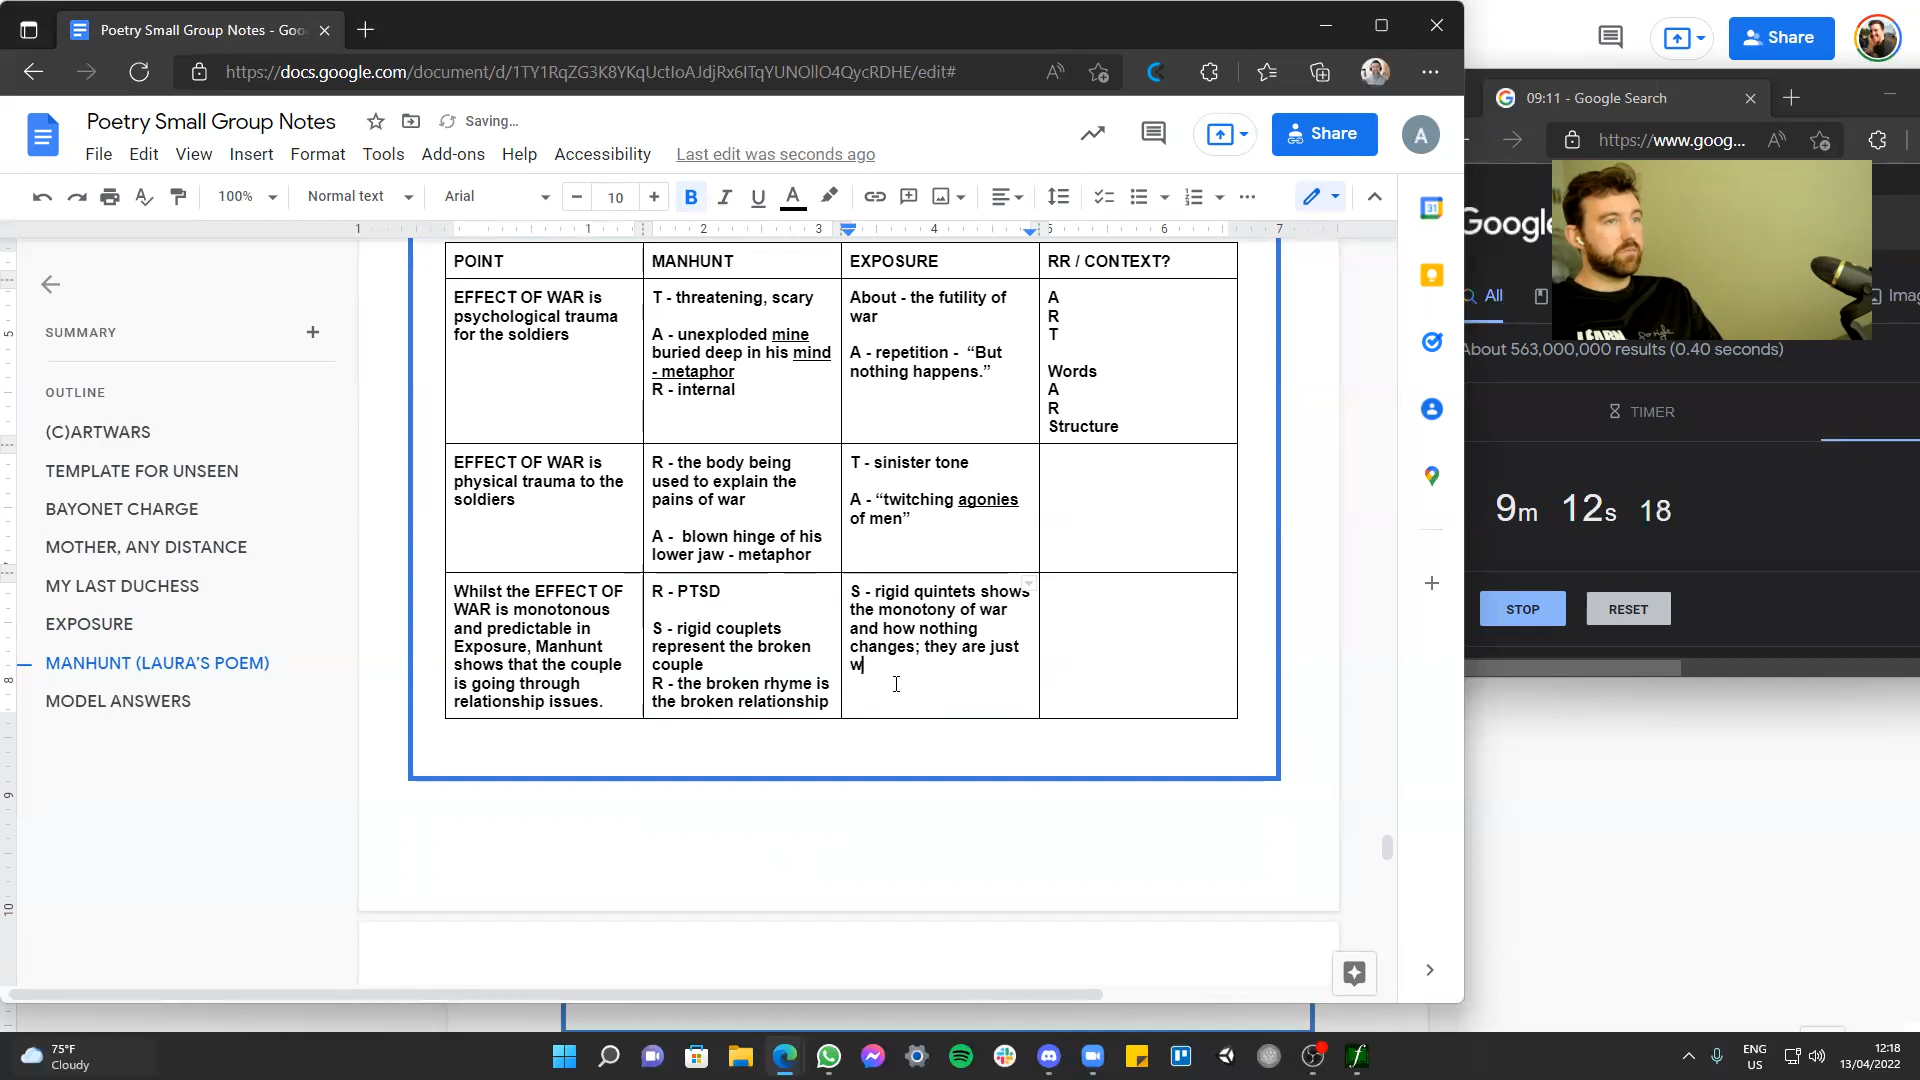 Poetry Small Group Notes - Goo
https://docs.google.com/document/d/1TY1RqZG3K8YKqUctIoAJdjRx6ITqYUNOllO4QycRDHE/edit#
Share
09:11 - Google Search
https://www.goog...
Poetry Small Group Notes
Saving...
File Edit View Insert Format Tools Add-ons Help Accessibility Last edit was seconds ago
Share
A
100% Normal text Arial 10
Google
All
Imag
About 563,000,000 results (0.40 seconds)
TIMER
9m 12s 18
STOP RESET
SUMMARY
OUTLINE
(C)ARTWARS
TEMPLATE FOR UNSEEN
BAYONET CHARGE
MOTHER, ANY DISTANCE
MY LAST DUCHESS
EXPOSURE
MANHUNT (LAURA'S POEM)
MODEL ANSWERS
POINT
MANHUNT
EXPOSURE
RR / CONTEXT?
EFFECT OF WAR is
psychological trauma
for the soldiers
T - threatening, scary
A - unexploded mine
buried deep in his mind
- metaphor
R - internal
About - the futility of
war
A - repetition - “But
nothing happens.”
A
R
T
Words
A
R
Structure
EFFECT OF WAR is
physical trauma to the
soldiers
R - the body being
used to explain the
pains of war
A - blown hinge of his
lower jaw - metaphor
T - sinister tone
A - “twitching agonies
of men”
Whilst the EFFECT OF
WAR is monotonous
and predictable in
Exposure, Manhunt
shows that the couple
is going through
relationship issues.
R - PTSD
S - rigid couplets
represent the broken
couple
R - the broken rhyme is
the broken relationship
S - rigid quintets shows
the monotony of war
and how nothing
changes; they are just
w
75°F
Cloudy
ENG
US
12:18
13/04/2022